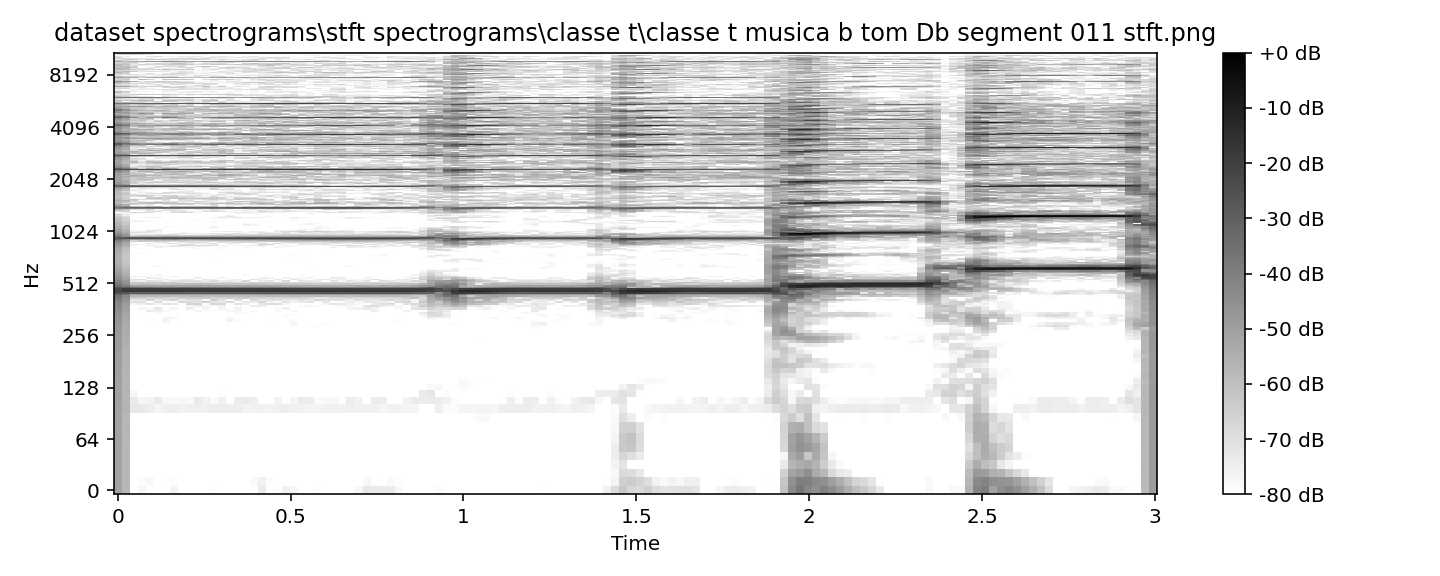 dataset spectrograms\stft spectrograms\classe t\classe t musica b tom Db segment 011 stft.png
Hz
8192
4096
2048
1024
512
256
128
64
0
0
0.5
1
1.5
2
2.5
3
Time
+0 dB
-10 dB
-20 dB
-30 dB
-40 dB
-50 dB
-60 dB
-70 dB
-80 dB